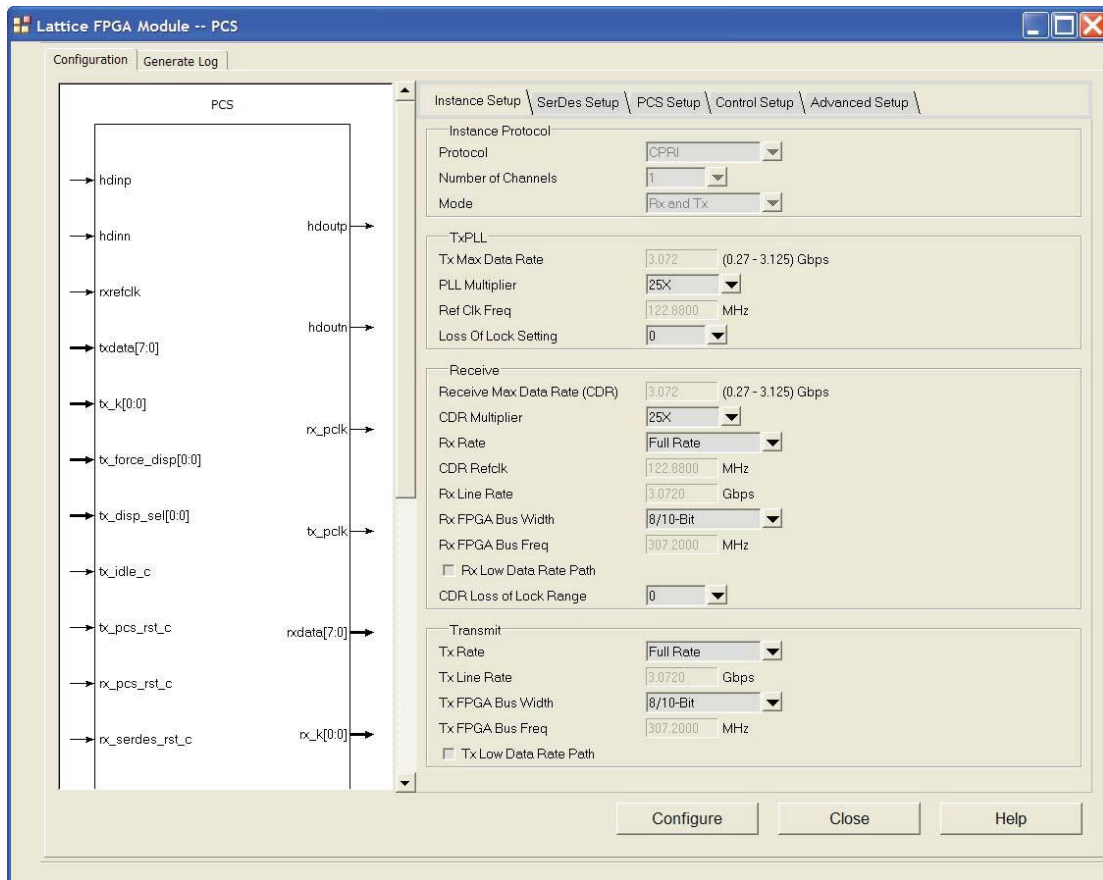 Lattice FPGA Module -- PCS
Configuration Generate Log
PCS
hdinp
hdinn
rxrefclk
txdata[7:0]
tx_k[0:0]
tx_force_disp[0:0]
tx_disp_sel[0:0]
tx_idle_c
tx_pcs_rst_c
rx_pcs_rst_c
rx_serdes_rst_c
hdoutp
hdoutn
rx_pclk
tx_pclk
rxdata[7:0]
rx_k[0:0]
Instance Setup SerDes Setup PCS Setup Control Setup Advanced Setup
Instance Protocol
Protocol CPRI
Number of Channels 1
Mode Rx and Tx
TxPLL
Tx Max Data Rate 3.072 (0.27 - 3.125) Gbps
PLL Multiplier 25X
Ref Clk Freq 122.8800 MHz
Loss Of Lock Setting 0
Receive
Receive Max Data Rate (CDR) 3.072 (0.27 - 3.125) Gbps
CDR Multiplier 25X
Rx Rate Full Rate
CDR Refclk 122.8800 MHz
Rx Line Rate 3.0720 Gbps
Rx FPGA Bus Width 8/10-Bit
Rx FPGA Bus Freq 307.2000 MHz
Rx Low Data Rate Path
CDR Loss of Lock Range 0
Transmit
Tx Rate Full Rate
Tx Line Rate 3.0720 Gbps
Tx FPGA Bus Width 8/10-Bit
Tx FPGA Bus Freq 307.2000 MHz
Tx Low Data Rate Path
Configure Close Help